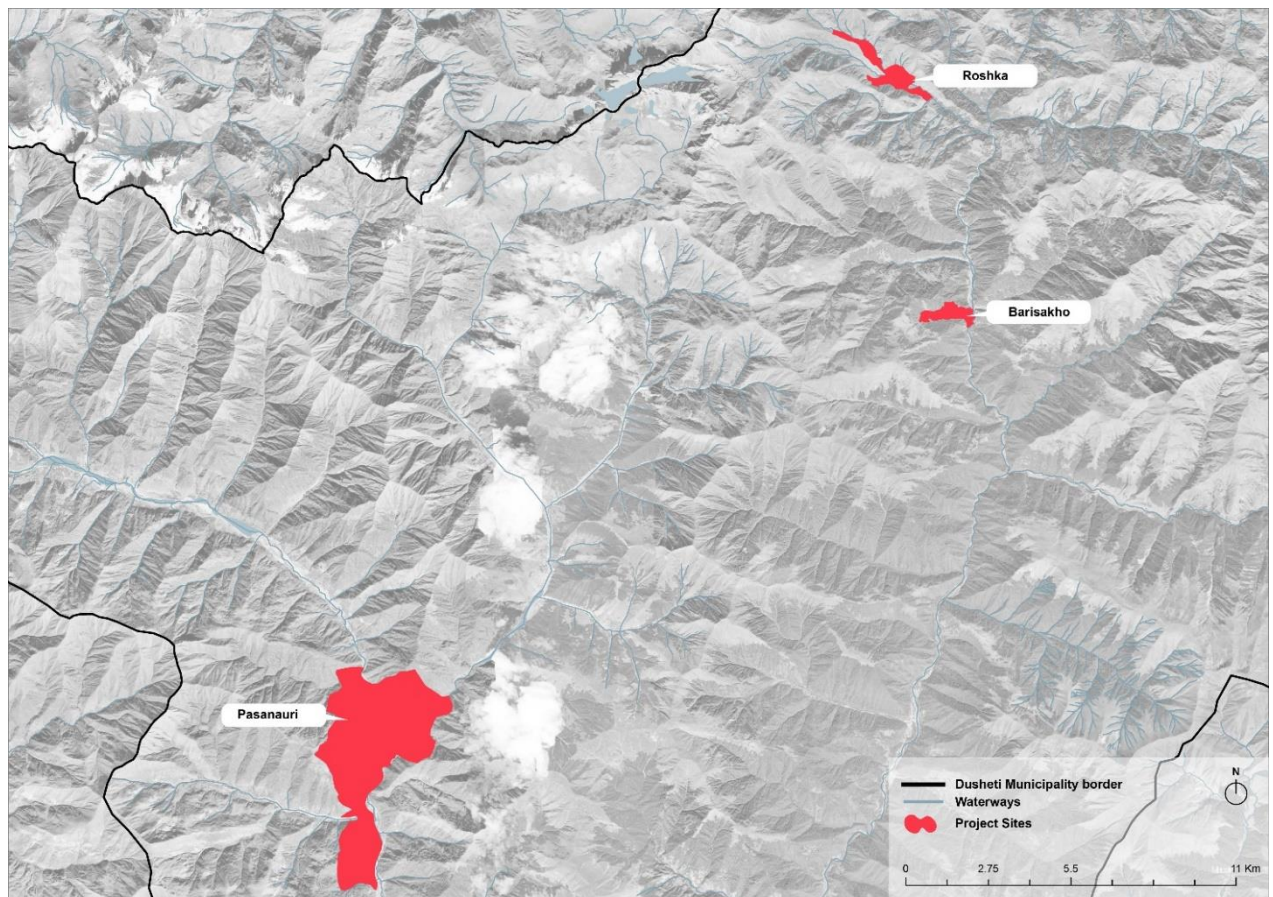 Roshka
Barisakho
Pasanauri
Dusheti Municipality border
Waterways
Project Sites
N
0 2.75 5.5 11 Km